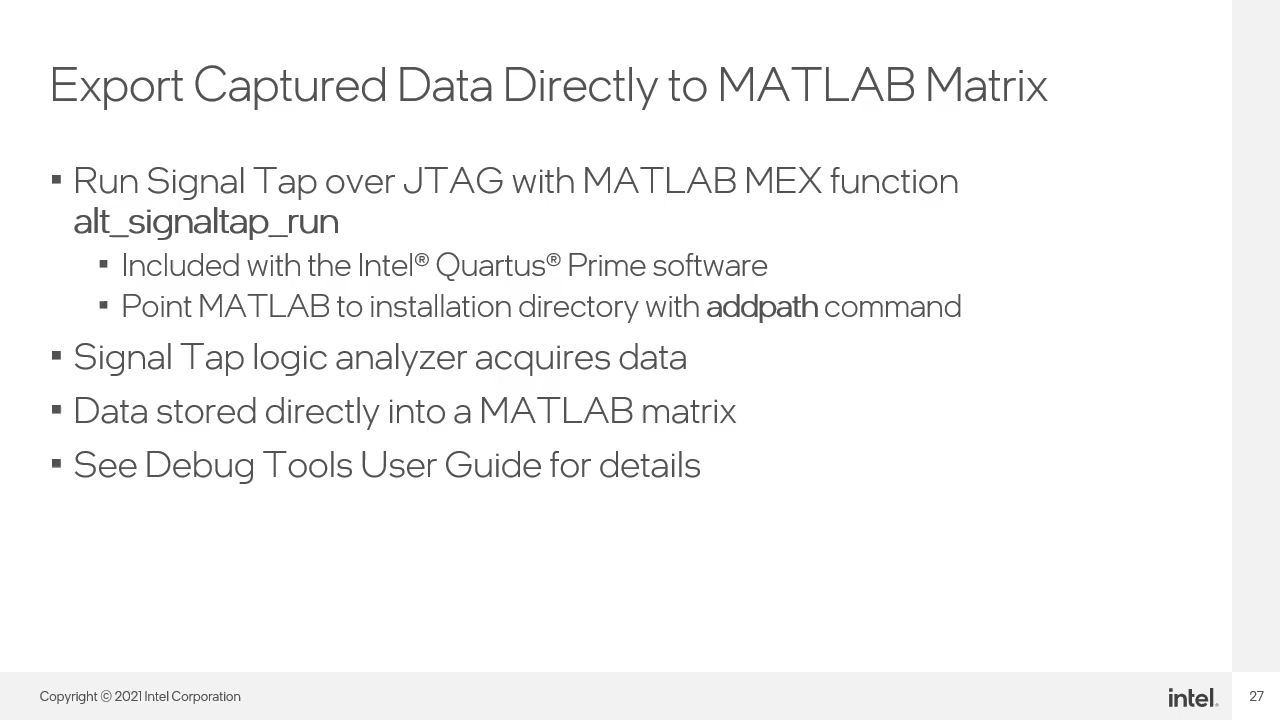 Export Captured Data Directly to MATLAB Matrix
▪ Run Signal Tap over JTAG with MATLAB MEX function
alt_signaltap_run
▪ Included with the Intel® Quartus® Prime software
▪ Point MATLAB to installation directory with addpath command
▪ Signal Tap logic analyzer acquires data
▪ Data stored directly into a MATLAB matrix
▪ See Debug Tools User Guide for details
Copyright © 2021 Intel Corporation
intel.
27